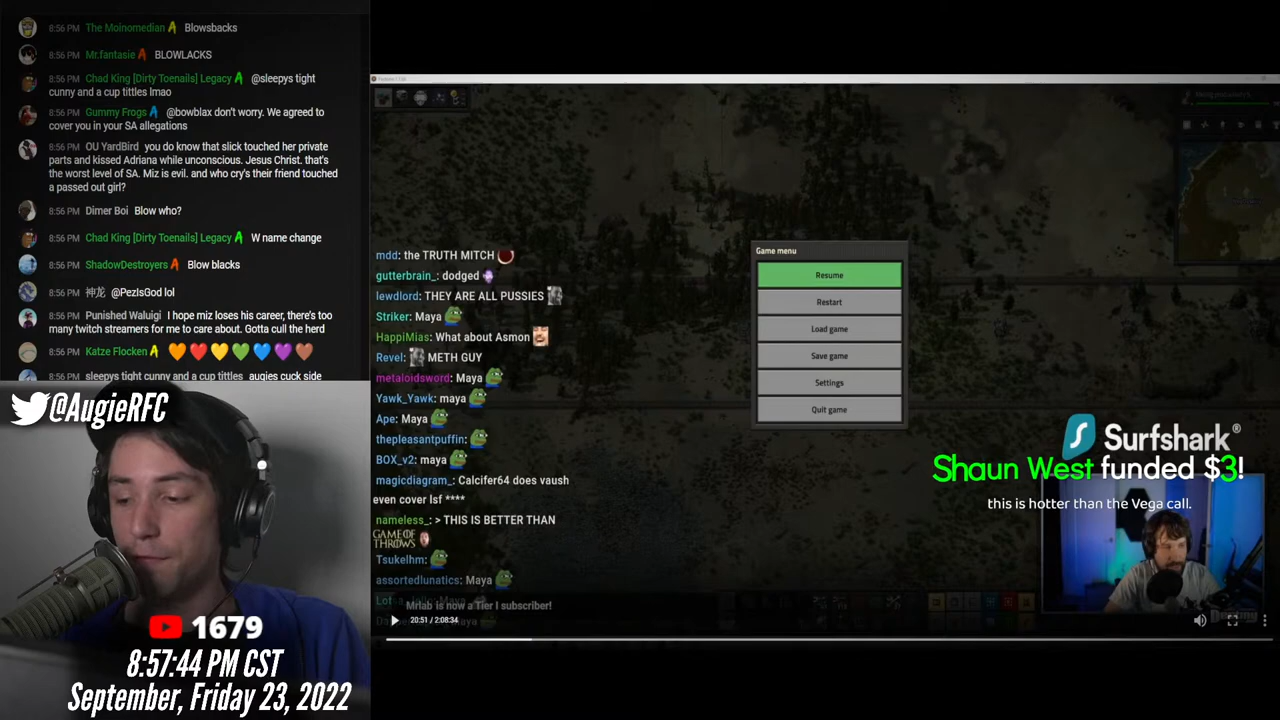 8:56 PM The Moinomedian Blowsbacks
8:56 PM Mr.fantasie BLOWLACKS
8:56 PM Chad King [Dirty Toenails] Legacy @sleepys tight
cunny and a cup tittles lmao
8:56 PM Gummy Frogs @bowblax don't worry. We agreed to
cover you in your SA allegations
8:56 PM OU YardBird you do know that slick touched her private
parts and kissed Adriana while unconscious. Jesus Christ. that's
the worst level of SA. Miz is evil. and who cry's their friend touched
a passed out girl?
8:56 PM Dimer Boi Blow who?
8:56 PM Chad King [Dirty Toenails] Legacy W name change
8:56 PM ShadowDestroyers Blow blacks
8:56 PM 神龙 @PezIsGod lol
8:56 PM Punished Waluigi I hope miz loses his career, there's too
many twitch streamers for me to care about. Gotta cull the herd
8:56 PM Katze Flocken
8:56 PM sleepys tight cunny and a cup tittles augies cuck side
@AugieRFC
1679
8:57:44 PM CST
September, Friday 23, 2022
mdd: the TRUTH MITCH
gutterbrain_: dodged
lewdlord: THEY ARE ALL PUSSIES
Striker: Maya
HappiMias: What about Asmon
Revel: METH GUY
metaloidsword: Maya
Yawk_Yawk: maya
Ape: Maya
thepleasantpuffin:
BOX_v2: maya
magicdiagram_: Calcifer64 does vaush
even cover lsf ****
nameless_: > THIS IS BETTER THAN
GAME OF
THROWS
Tsukelhm:
assortedlunatics: Maya
Mrlab is now a Tier 1 subscriber!
20:51 / 2:08:34
Game menu
Resume
Restart
Load game
Save game
Settings
Quit game
Surfshark®
Shaun West funded $3!
this is hotter than the Vega call.